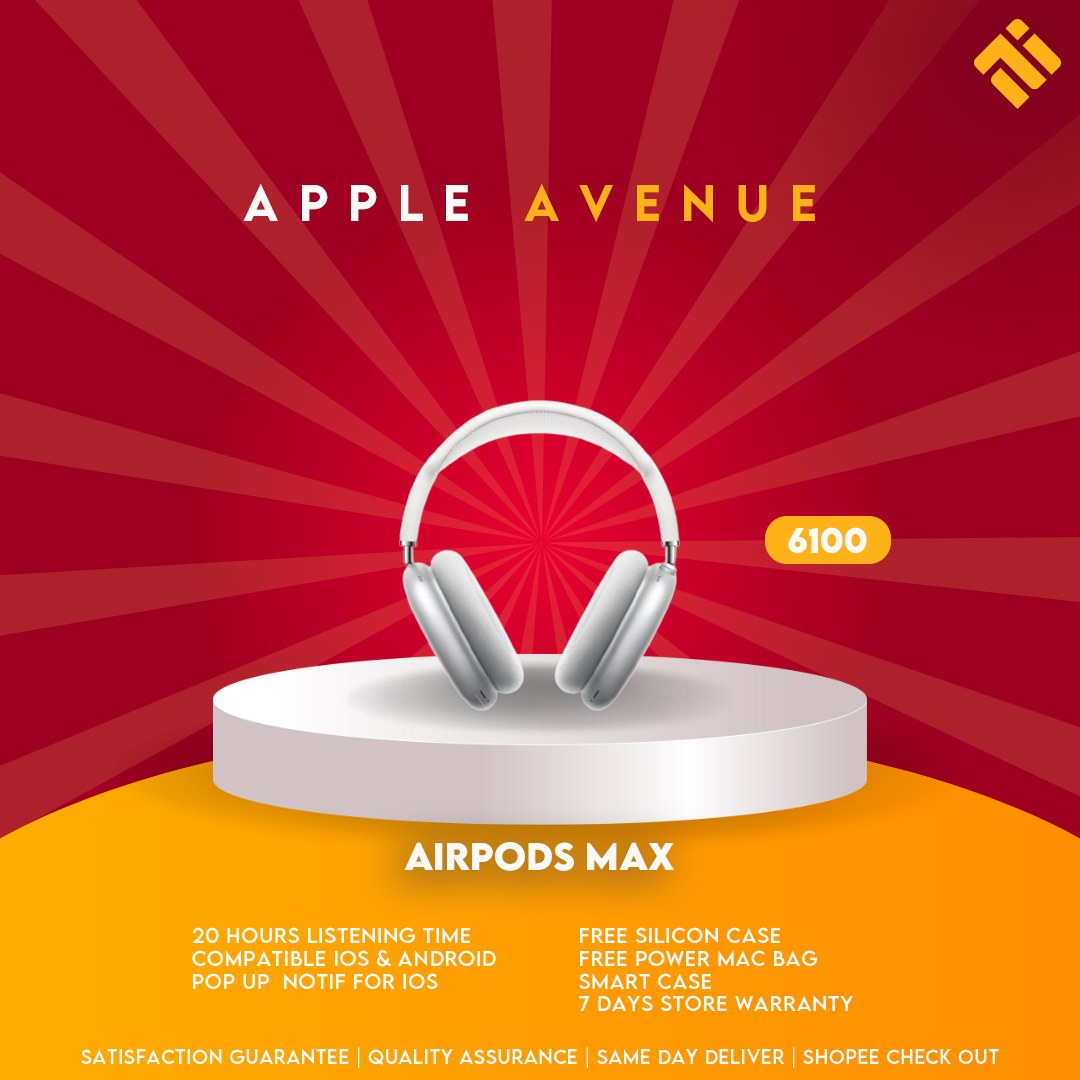 APPLE AVENUE
6100
AIRPODS MAX
20 HOURS LISTENING TIME
COMPATIBLE IOS & ANDROID
POP UP  NOTIF FOR IOS
FREE SILICON CASE
FREE POWER MAC BAG
SMART CASE
7 DAYS STORE WARRANTY
SATISFACTION GUARANTEE | QUALITY ASSURANCE | SAME DAY DELIVER | SHOPEE CHECK OUT